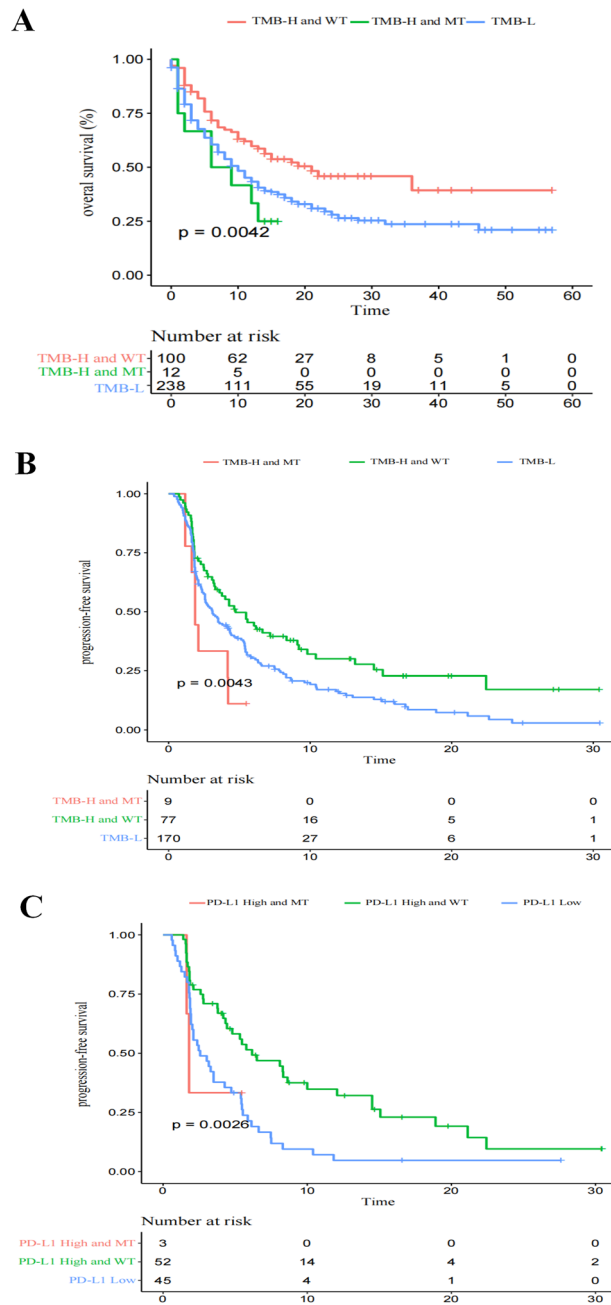 A
TMB-H and WT TMB-H and MT TMB-L
overal survival (%)
1.00
0.75
0.50
0.25
0.00
p = 0.0042
0 10 20 30 40 50 60
Time
Number at risk
TMB-H and WT 100 62 27 8 5 1 0
TMB-H and MT 12 5 0 0 0 0 0
TMB-L 238 111 55 19 11 5 0
0 10 20 30 40 50 60
B
TMB-H and MT TMB-H and WT TMB-L
progression-free survival
1.00
0.75
0.50
0.25
0.00
p = 0.0043
0 10 20 30
Time
Number at risk
TMB-H and MT 9 0 0 0
TMB-H and WT 77 16 5 1
TMB-L 170 27 6 1
0 10 20 30
C
PD-L1 High and MT PD-L1 High and WT PD-L1 Low
progression-free survival
1.00
0.75
0.50
0.25
0.00
p = 0.0026
0 10 20 30
Time
Number at risk
PD-L1 High and MT 3 0 0 0
PD-L1 High and WT 52 14 4 2
PD-L1 Low 45 4 1 0
0 10 20 30